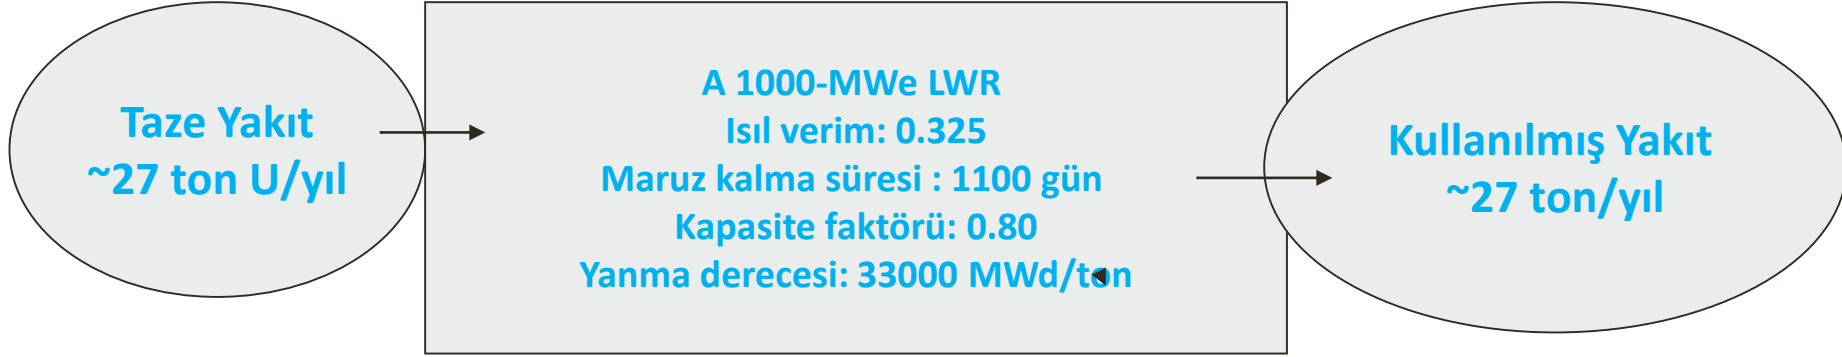 Taze Yakıt
~27 ton U/yıl
A 1000-MWe LWR
Isıl verim: 0.325
Maruz kalma süresi : 1100 gün
Kapasite faktörü: 0.80
Yanma derecesi: 33000 MWd/ton
Kullanılmış Yakıt
~27 ton/yıl